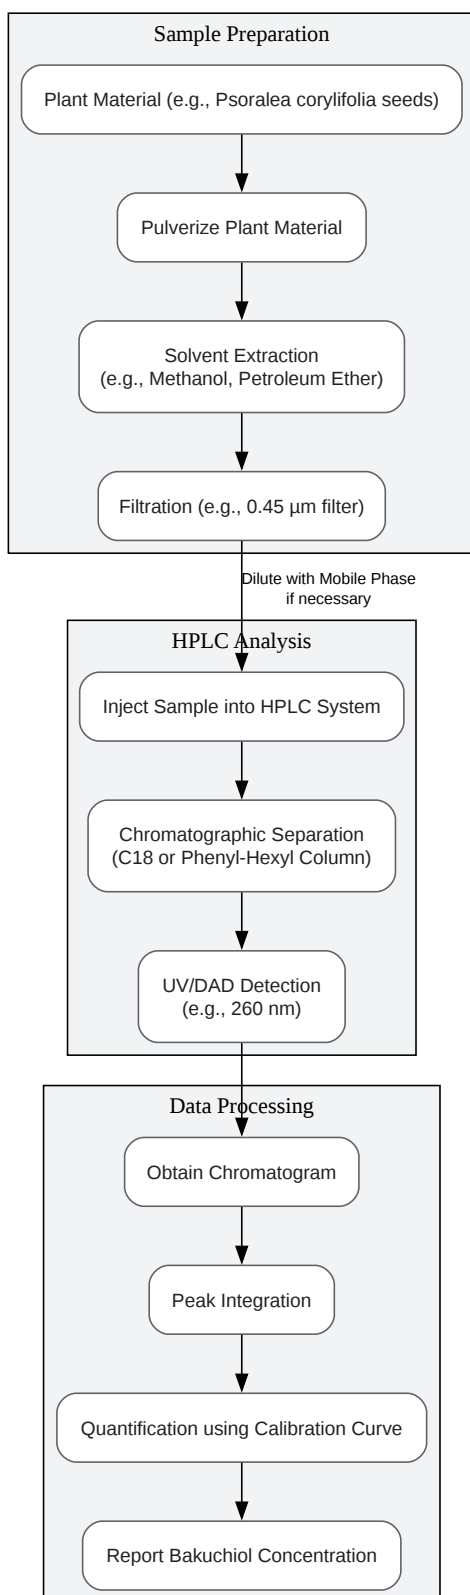 Sample Preparation
Plant Material (e.g., Psoralea corylifolia seeds)
Pulverize Plant Material
Solvent Extraction
(e.g., Methanol, Petroleum Ether)
Filtration (e.g., 0.45 µm filter)
Dilute with Mobile Phase
if necessary
HPLC Analysis
Inject Sample into HPLC System
Chromatographic Separation
(C18 or Phenyl-Hexyl Column)
UV/DAD Detection
(e.g., 260 nm)
Data Processing
Obtain Chromatogram
Peak Integration
Quantification using Calibration Curve
Report Bakuchiol Concentration